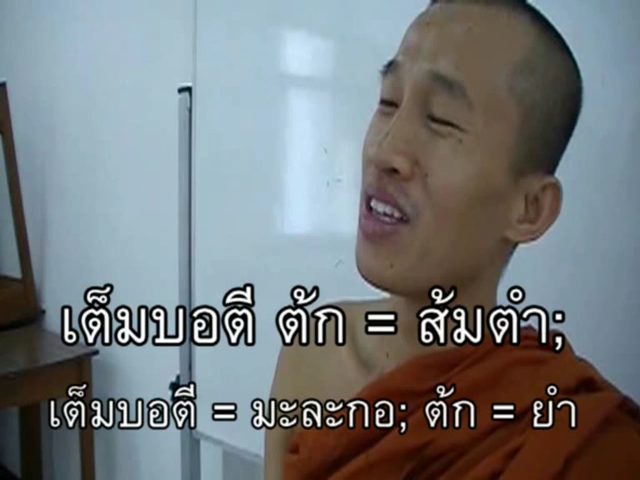 เต็มบอตี ต้ก = ส้มตำ;
เต็มบอตี = มะละกอ; ต้ก = ยำ